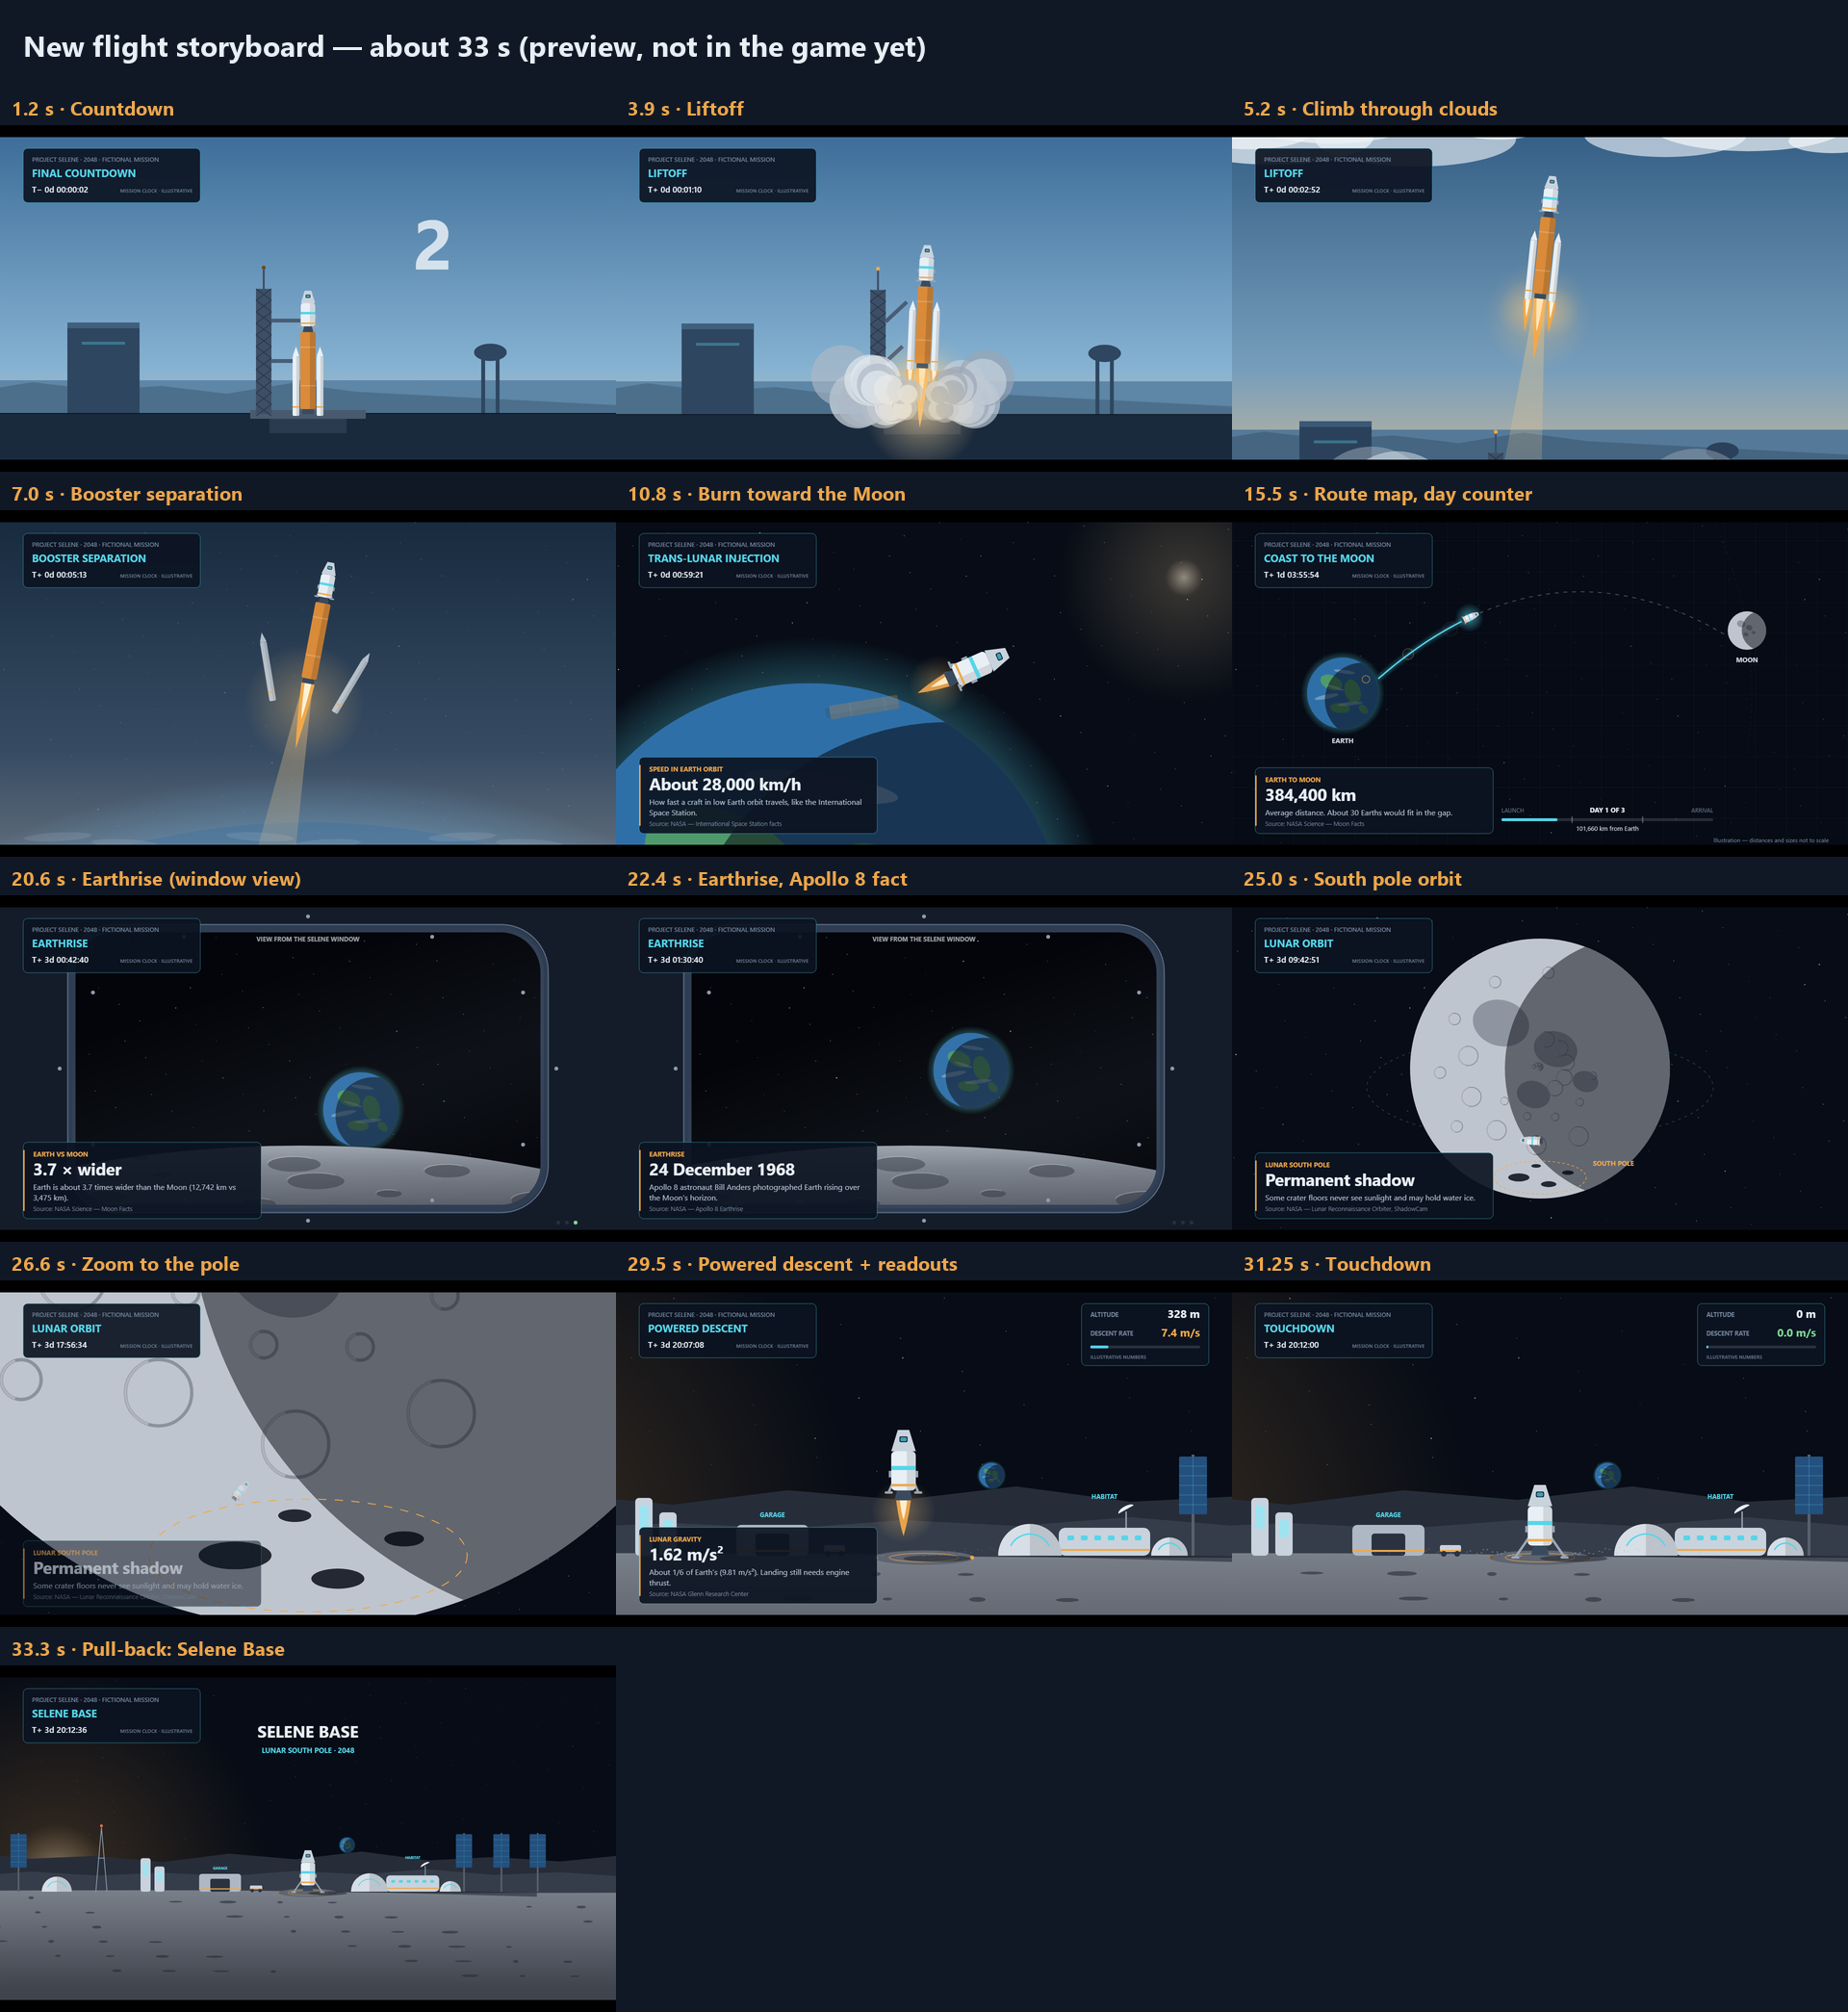 New flight storyboard — about 33 s (preview, not in the game yet)
1.2 s · Countdown
PROJECT SELENE · 2048 · FICTIONAL MISSION
FINAL COUNTDOWN
T− 0d 00:00:02 MISSION CLOCK · ILLUSTRATIVE
2
3.9 s · Liftoff
PROJECT SELENE · 2048 · FICTIONAL MISSION
LIFTOFF
T+ 0d 00:01:10 MISSION CLOCK · ILLUSTRATIVE
5.2 s · Climb through clouds
PROJECT SELENE · 2048 · FICTIONAL MISSION
LIFTOFF
T+ 0d 00:02:52 MISSION CLOCK · ILLUSTRATIVE
7.0 s · Booster separation
PROJECT SELENE · 2048 · FICTIONAL MISSION
BOOSTER SEPARATION
T+ 0d 00:05:13 MISSION CLOCK · ILLUSTRATIVE
10.8 s · Burn toward the Moon
PROJECT SELENE · 2048 · FICTIONAL MISSION
TRANS-LUNAR INJECTION
T+ 0d 00:59:21 MISSION CLOCK · ILLUSTRATIVE
SPEED IN EARTH ORBIT
About 28,000 km/h
How fast a craft in low Earth orbit travels, like the International
Space Station.
Source: NASA — International Space Station facts
15.5 s · Route map, day counter
PROJECT SELENE · 2048 · FICTIONAL MISSION
COAST TO THE MOON
T+ 1d 03:55:54 MISSION CLOCK · ILLUSTRATIVE
MOON
EARTH
EARTH TO MOON
384,400 km
Average distance. About 30 Earths would fit in the gap.
Source: NASA Science — Moon Facts
LAUNCH DAY 1 OF 3 ARRIVAL
101,660 km from Earth
Illustration — distances and sizes not to scale
20.6 s · Earthrise (window view)
PROJECT SELENE · 2048 · FICTIONAL MISSION
EARTHRISE
T+ 3d 00:42:40 MISSION CLOCK · ILLUSTRATIVE
VIEW FROM THE SELENE WINDOW
EARTH VS MOON
3.7 × wider
Earth is about 3.7 times wider than the Moon (12,742 km vs
3,475 km).
Source: NASA Science — Moon Facts
22.4 s · Earthrise, Apollo 8 fact
PROJECT SELENE · 2048 · FICTIONAL MISSION
EARTHRISE
T+ 3d 01:30:40 MISSION CLOCK · ILLUSTRATIVE
VIEW FROM THE SELENE WINDOW
EARTHRISE
24 December 1968
Apollo 8 astronaut Bill Anders photographed Earth rising over
the Moon's horizon.
Source: NASA — Apollo 8 Earthrise
25.0 s · South pole orbit
PROJECT SELENE · 2048 · FICTIONAL MISSION
LUNAR ORBIT
T+ 3d 09:42:51 MISSION CLOCK · ILLUSTRATIVE
SOUTH POLE
LUNAR SOUTH POLE
Permanent shadow
Some crater floors never see sunlight and may hold water ice.
Source: NASA — Lunar Reconnaissance Orbiter, ShadowCam
26.6 s · Zoom to the pole
PROJECT SELENE · 2048 · FICTIONAL MISSION
LUNAR ORBIT
T+ 3d 17:56:34 MISSION CLOCK · ILLUSTRATIVE
LUNAR SOUTH POLE
Permanent shadow
Some crater floors never see sunlight and may hold water ice.
Source: NASA — Lunar Reconnaissance
29.5 s · Powered descent + readouts
PROJECT SELENE · 2048 · FICTIONAL MISSION
POWERED DESCENT
T+ 3d 20:07:08 MISSION CLOCK · ILLUSTRATIVE
ALTITUDE 328 m
DESCENT RATE 7.4 m/s
ILLUSTRATIVE NUMBERS
HABITAT
GARAGE
LUNAR GRAVITY
1.62 m/s²
About 1/6 of Earth's (9.81 m/s²). Landing still needs engine
thrust.
Source: NASA Glenn Research Center
31.25 s · Touchdown
PROJECT SELENE · 2048 · FICTIONAL MISSION
TOUCHDOWN
T+ 3d 20:12:00 MISSION CLOCK · ILLUSTRATIVE
ALTITUDE 0 m
DESCENT RATE 0.0 m/s
ILLUSTRATIVE NUMBERS
HABITAT
GARAGE
33.3 s · Pull-back: Selene Base
PROJECT SELENE · 2048 · FICTIONAL MISSION
SELENE BASE
T+ 3d 20:12:36 MISSION CLOCK · ILLUSTRATIVE
SELENE BASE
LUNAR SOUTH POLE · 2048
HABITAT
GARAGE